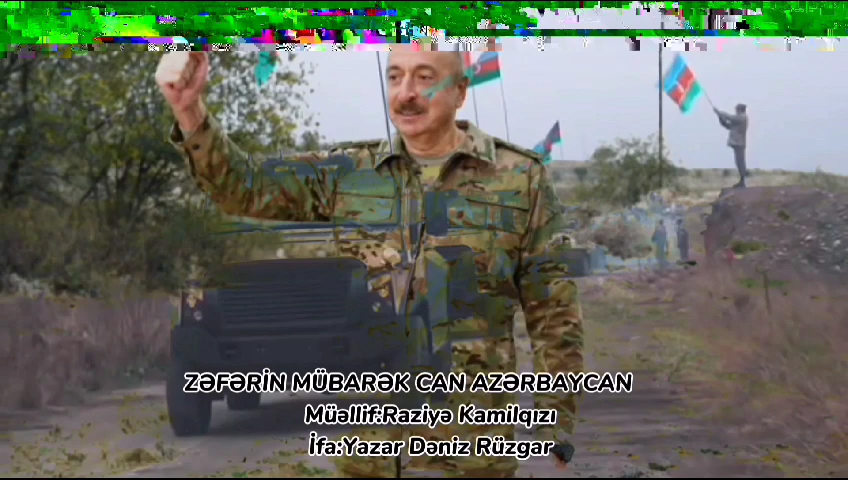 ZƏFƏRİN MÜBARƏK CAN AZƏRBAYCAN
Müəllif:Raziyə Kamilqızı
İfa:Yazar Dəniz Rüzgar